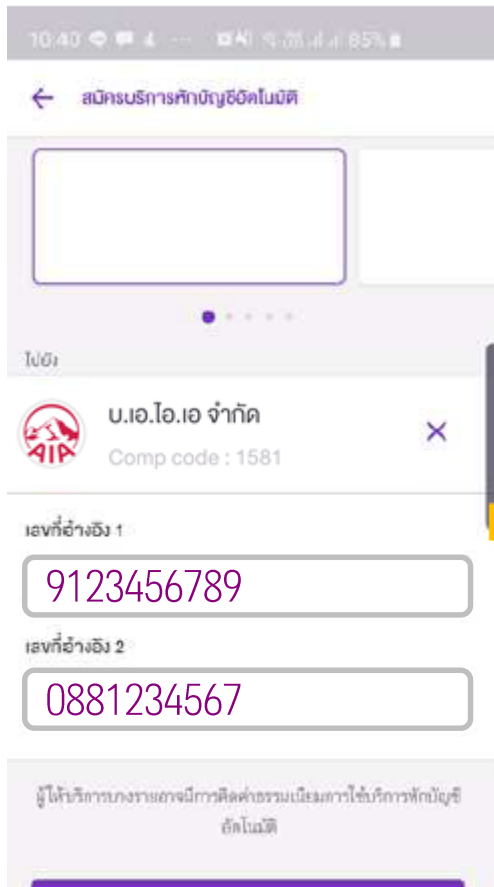 10:40 85%
สมัครบริการหักบัญชีอัตโนมัติ
ไปยัง
บ.เอ.ไอ.เอ จำกัด
AIA
Comp code : 1581
เลขที่อ้างอิง 1
9123456789
เลขที่อ้างอิง 2
0881234567
ผู้ให้บริการบางรายอาจมีการคิดค่าธรรมเนียมการใช้บริการหักบัญชี
อัตโนมัติ